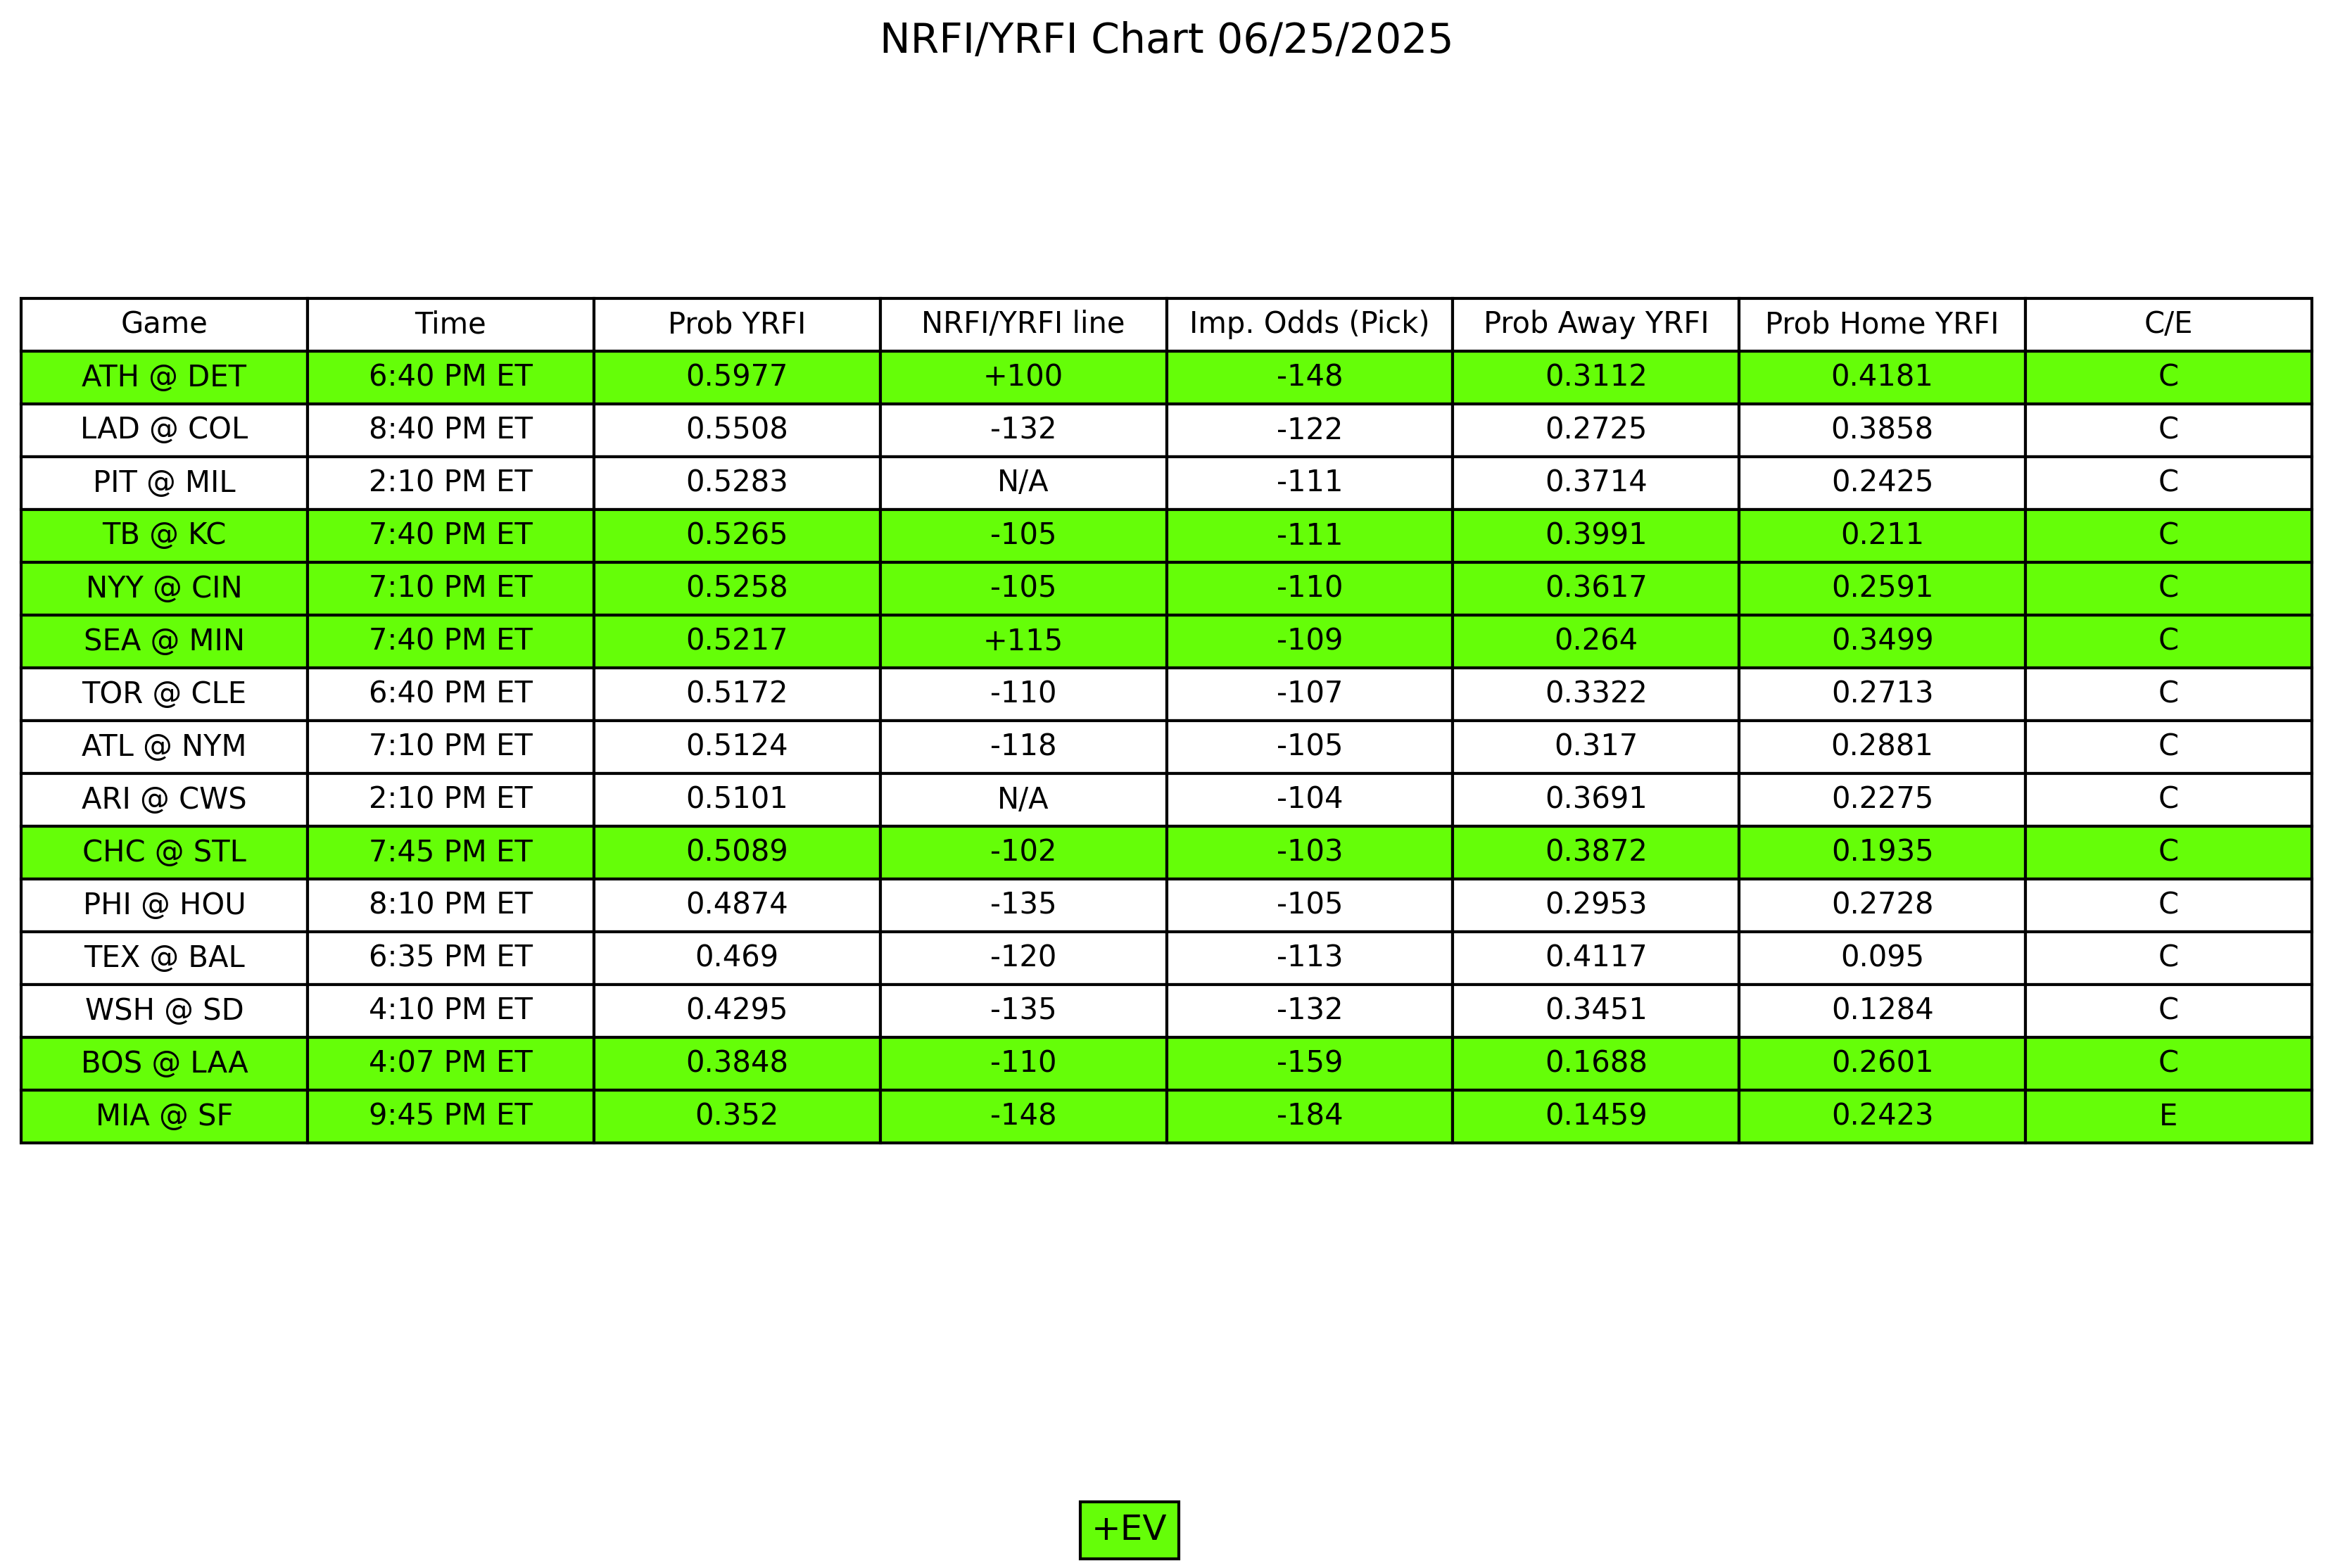 NRFI/YRFI Chart 06/25/2025
Game Time Prob YRFI NRFI/YRFI line Imp. Odds (Pick) Prob Away YRFI Prob Home YRFI C/E
ATH @ DET 6:40 PM ET 0.5977 +100 -148 0.3112 0.4181 C
LAD @ COL 8:40 PM ET 0.5508 -132 -122 0.2725 0.3858 C
PIT @ MIL 2:10 PM ET 0.5283 N/A -111 0.3714 0.2425 C
TB @ KC 7:40 PM ET 0.5265 -105 -111 0.3991 0.211 C
NYY @ CIN 7:10 PM ET 0.5258 -105 -110 0.3617 0.2591 C
SEA @ MIN 7:40 PM ET 0.5217 +115 -109 0.264 0.3499 C
TOR @ CLE 6:40 PM ET 0.5172 -110 -107 0.3322 0.2713 C
ATL @ NYM 7:10 PM ET 0.5124 -118 -105 0.317 0.2881 C
ARI @ CWS 2:10 PM ET 0.5101 N/A -104 0.3691 0.2275 C
CHC @ STL 7:45 PM ET 0.5089 -102 -103 0.3872 0.1935 C
PHI @ HOU 8:10 PM ET 0.4874 -135 -105 0.2953 0.2728 C
TEX @ BAL 6:35 PM ET 0.469 -120 -113 0.4117 0.095 C
WSH @ SD 4:10 PM ET 0.4295 -135 -132 0.3451 0.1284 C
BOS @ LAA 4:07 PM ET 0.3848 -110 -159 0.1688 0.2601 C
MIA @ SF 9:45 PM ET 0.352 -148 -184 0.1459 0.2423 E
+EV